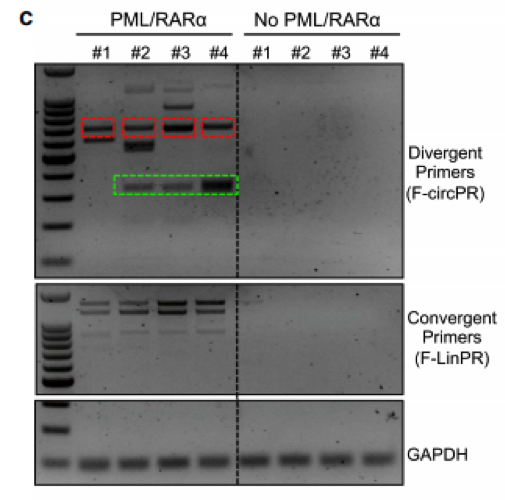 C
PML/RARα No PML/RARα
#1 #2 #3 #4 #1 #2 #3 #4
Divergent
Primers
(F-circPR)
Convergent
Primers
(F-LinPR)
GAPDH